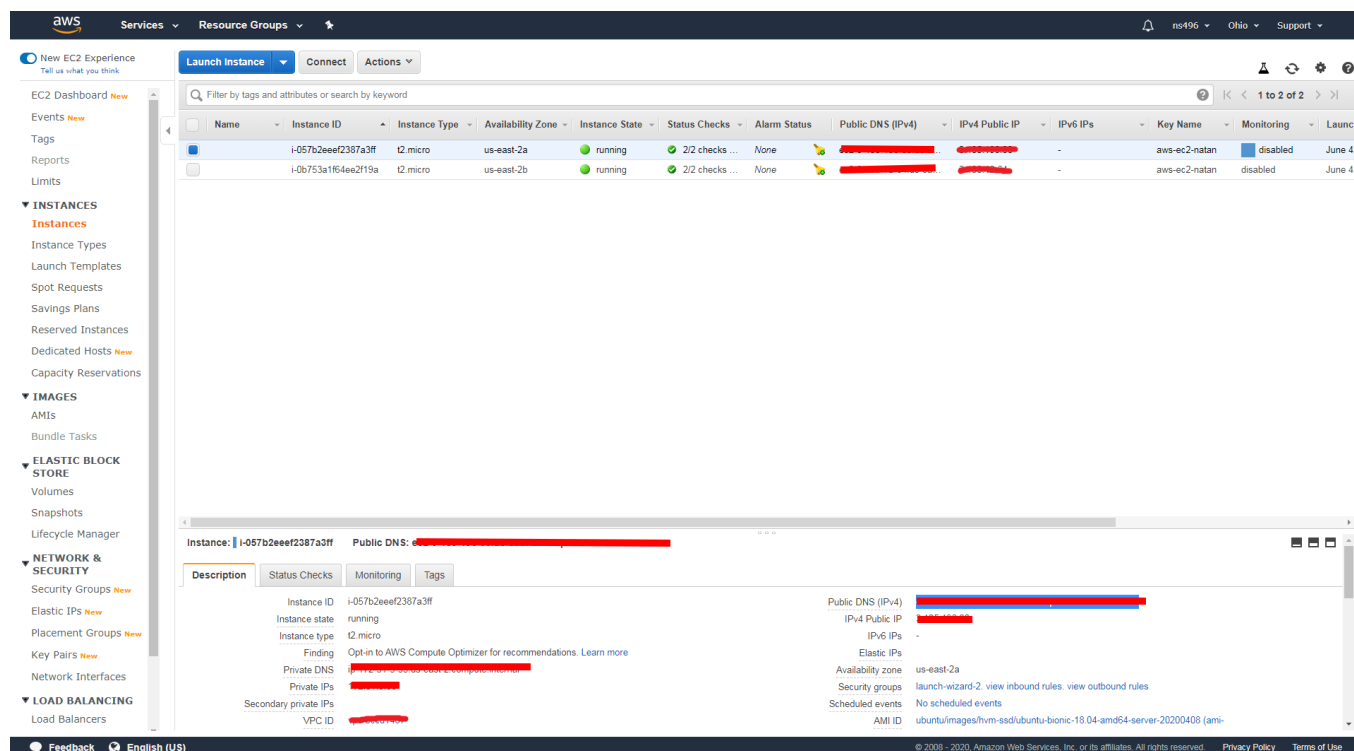 aws Services Resource Groups ns496 Ohio Support
New EC2 Experience
Tell us what you think
EC2 Dashboard New
Events New
Tags
Reports
Limits
INSTANCES
Instances
Instance Types
Launch Templates
Spot Requests
Savings Plans
Reserved Instances
Dedicated Hosts New
Capacity Reservations
IMAGES
AMIs
Bundle Tasks
ELASTIC BLOCK
STORE
Volumes
Snapshots
Lifecycle Manager
NETWORK &
SECURITY
Security Groups New
Elastic IPs New
Placement Groups New
Key Pairs New
Network Interfaces
LOAD BALANCING
Load Balancers
Launch Instance Connect Actions
Filter by tags and attributes or search by keyword 1 to 2 of 2
Name Instance ID Instance Type Availability Zone Instance State Status Checks Alarm Status Public DNS (IPv4) IPv4 Public IP IPv6 IPs Key Name Monitoring Launc
i-057b2eeef2387a3ff t2.micro us-east-2a running 2/2 checks ... None - aws-ec2-natan disabled June 4
i-0b753a1f64ee2f19a t2.micro us-east-2b running 2/2 checks ... None - aws-ec2-natan disabled June 4
Instance: i-057b2eeef2387a3ff Public DNS:
Description Status Checks Monitoring Tags
Instance ID i-057b2eeef2387a3ff
Instance state running
Instance type t2.micro
Finding Opt-in to AWS Compute Optimizer for recommendations. Learn more
Private DNS
Private IPs
Secondary private IPs
VPC ID
Public DNS (IPv4)
IPv4 Public IP
IPv6 IPs -
Elastic IPs
Availability zone us-east-2a
Security groups launch-wizard-2. view inbound rules. view outbound rules
Scheduled events No scheduled events
AMI ID ubuntu/images/hvm-ssd/ubuntu-bionic-18.04-amd64-server-20200408 (ami-
Feedback English (US) © 2008 - 2020, Amazon Web Services, Inc. or its affiliates. All rights reserved. Privacy Policy Terms of Use